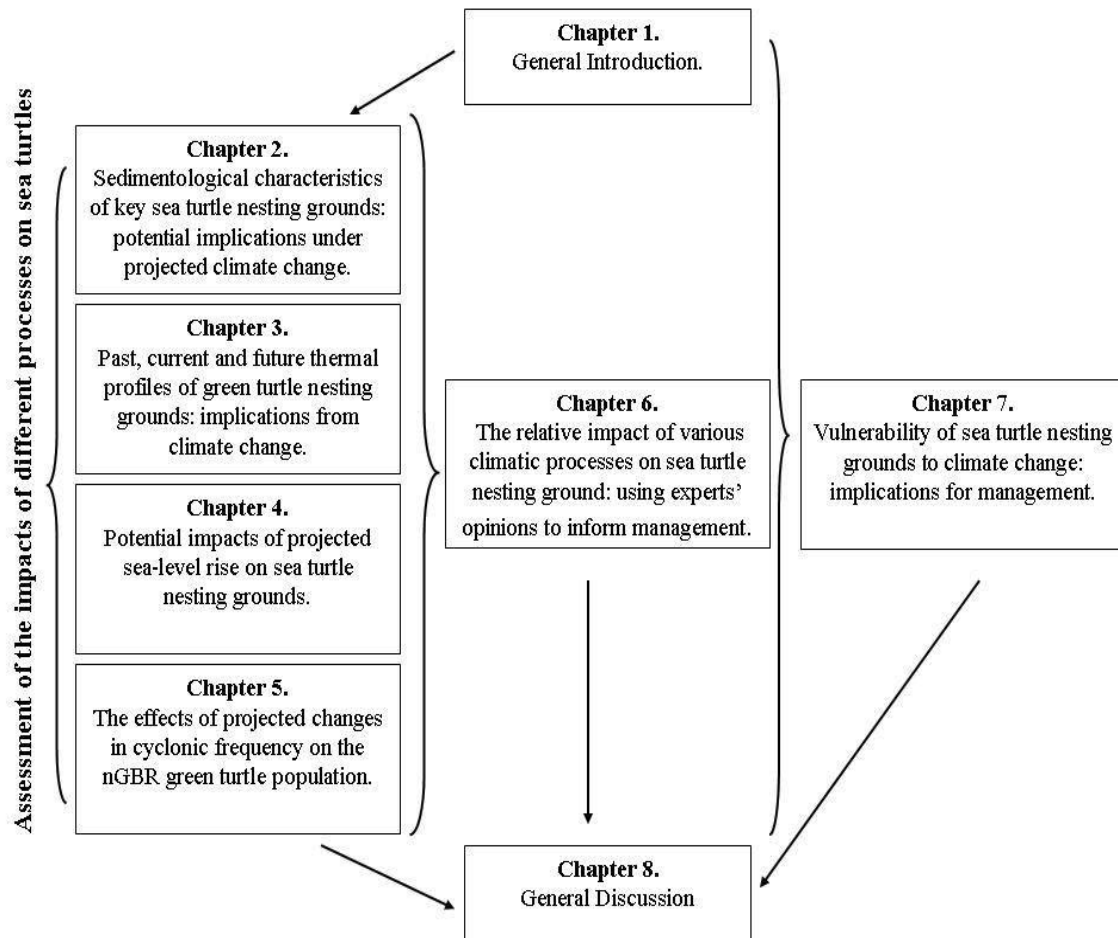 Assessment of the impacts of different processes on sea turtles
Chapter 1.
General Introduction.
Chapter 2.
Sedimentological characteristics
of key sea turtle nesting grounds:
potential implications under
projected climate change.
Chapter 3.
Past, current and future thermal
profiles of green turtle nesting
grounds: implications from
climate change.
Chapter 4.
Potential impacts of projected
sea-level rise on sea turtle
nesting grounds.
Chapter 5.
The effects of projected changes
in cyclonic frequency on the
nGBR green turtle population.
Chapter 6.
The relative impact of various
climatic processes on sea turtle
nesting ground: using experts’
opinions to inform management.
Chapter 7.
Vulnerability of sea turtle nesting
grounds to climate change:
implications for management.
Chapter 8.
General Discussion